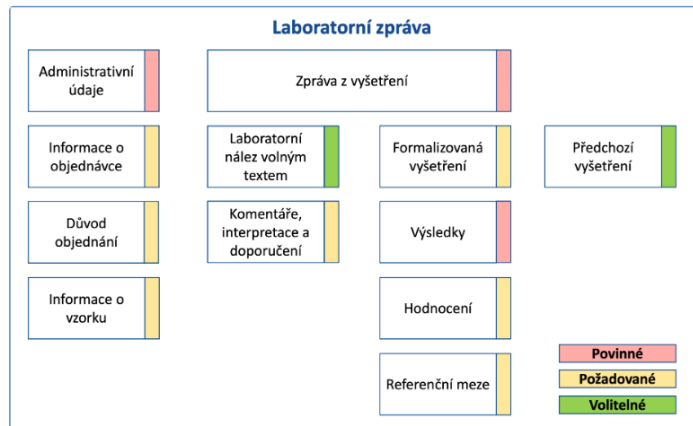 Laboratorní zpráva
Administrativní
údaje
Zpráva z vyšetření
Informace o
objednávce
Laboratorní
nález volným
textem
Formalizovaná
vyšetření
Předchozí
vyšetření
Důvod
objednání
Komentáře,
interpretace a
doporučení
Výsledky
Informace o
vzorku
Hodnocení
Referenční meze
Povinné
Požadované
Volitelné